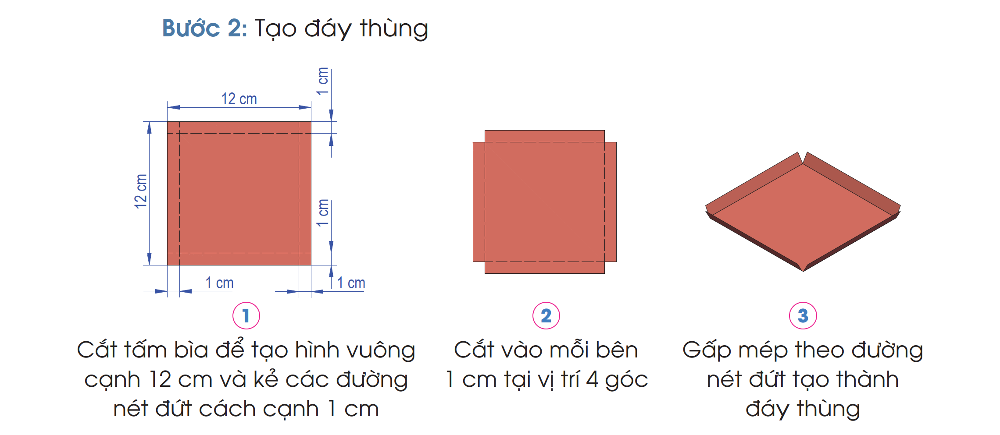 Bước 2: Tạo đáy thùng
1 cm
12 cm
12 cm
1 cm
1 cm
1 cm
1
2
3
Cắt tấm bìa để tạo hình vuông
cạnh 12 cm và kẻ các đường
nét đứt cách cạnh 1 cm
Cắt vào mỗi bên
1 cm tại vị trí 4 góc
Gấp mép theo đường
nét đứt tạo thành
đáy thùng